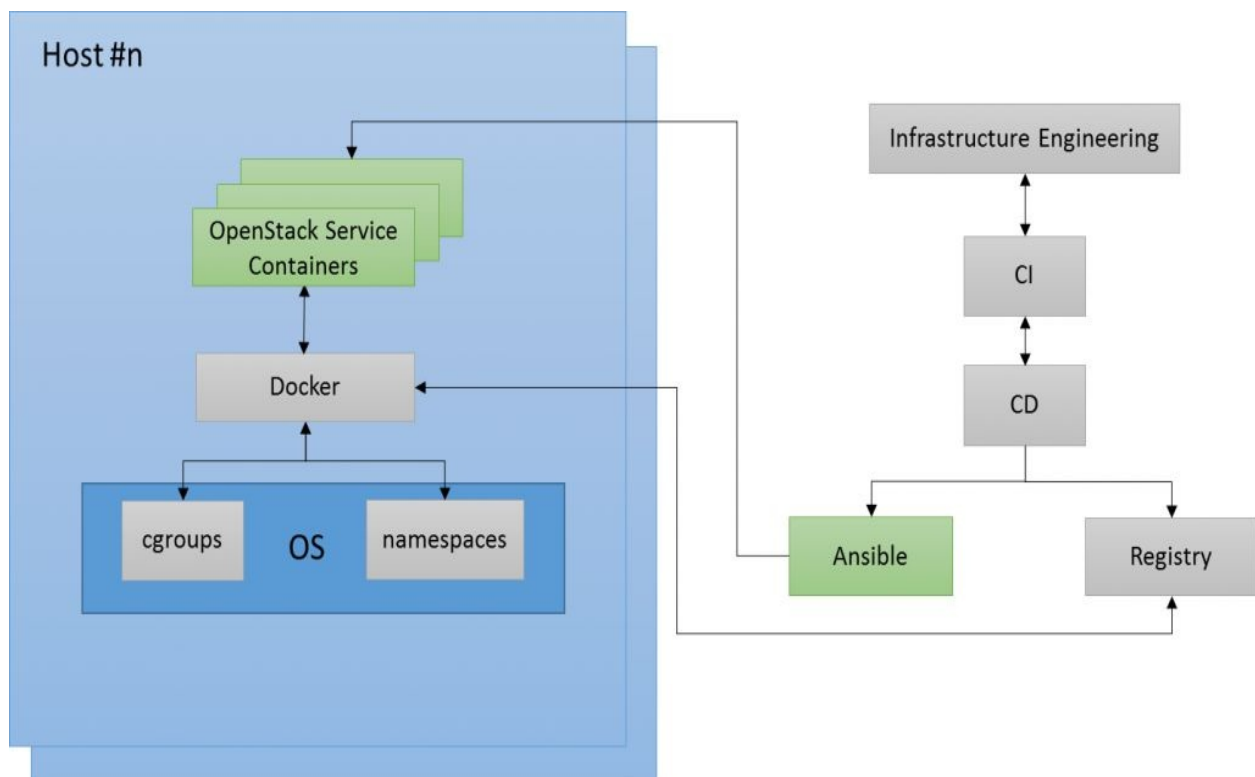 Host #n
OpenStack Service
Containers
Docker
cgroups
OS
namespaces
Infrastructure Engineering
CI
CD
Ansible
Registry